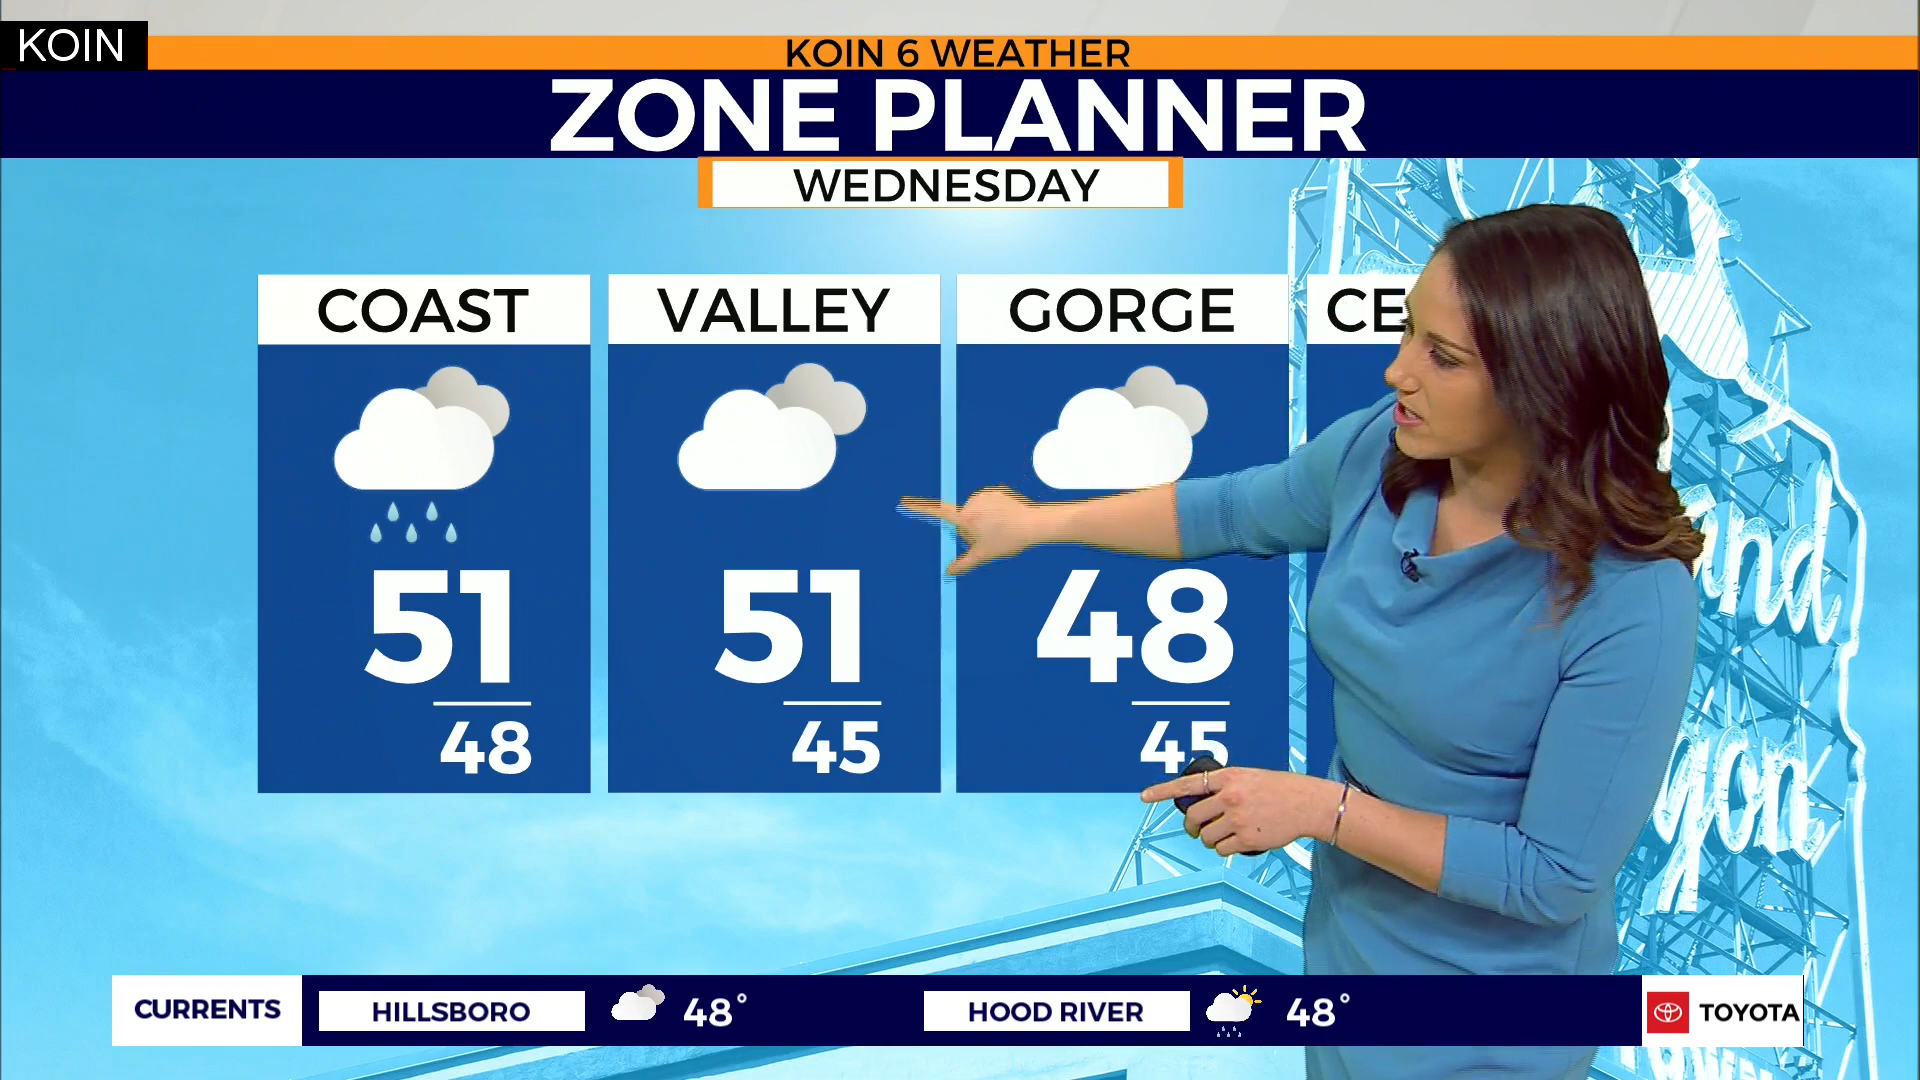 KOIN
KOIN 6 WEATHER
ZONE PLANNER
WEDNESDAY
COAST
VALLEY
GORGE
CE
51
51
48
48
45
45
CURRENTS
HILLSBORO
48°
HOOD RIVER
48°
TOYOTA